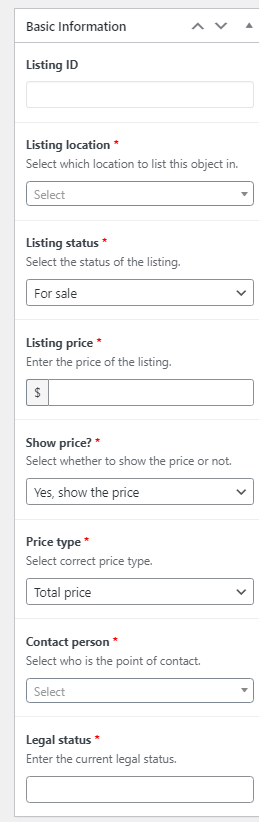 Basic Information
Listing ID
Listing location *
Select which location to list this object in.
Select
Listing status *
Select the status of the listing.
For sale
Listing price *
Enter the price of the listing.
$
Show price? *
Select whether to show the price or not.
Yes, show the price
Price type *
Select correct price type.
Total price
Contact person *
Select who is the point of contact.
Select
Legal status *
Enter the current legal status.